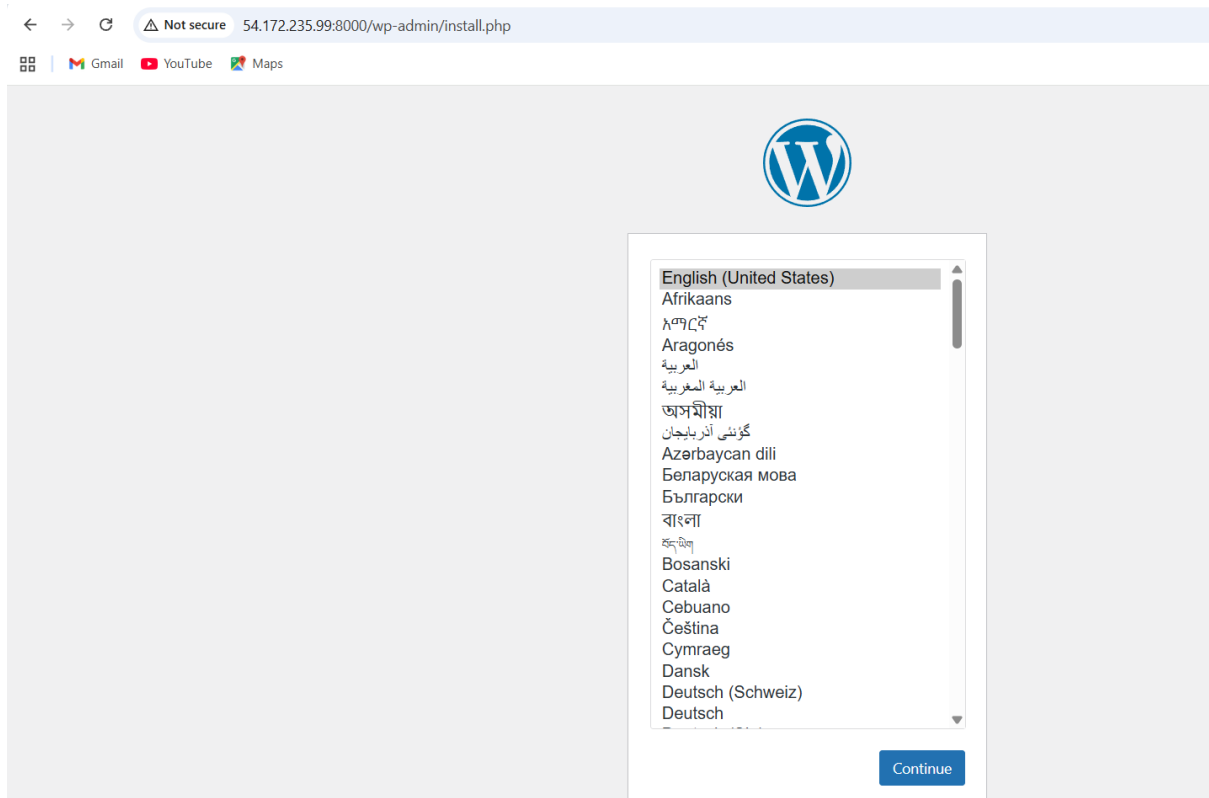 Not secure 54.172.235.99:8000/wp-admin/install.php
Gmail YouTube Maps
English (United States)
Afrikaans
አማርኛ
Aragonés
العربية
العربية المغربية
অসমীয়া
گؤنئی آذربایجان
Azərbaycan dili
Беларуская мова
Български
বাংলা
བོད་ཡིག
Bosanski
Català
Cebuano
Čeština
Cymraeg
Dansk
Deutsch (Schweiz)
Deutsch
Continue